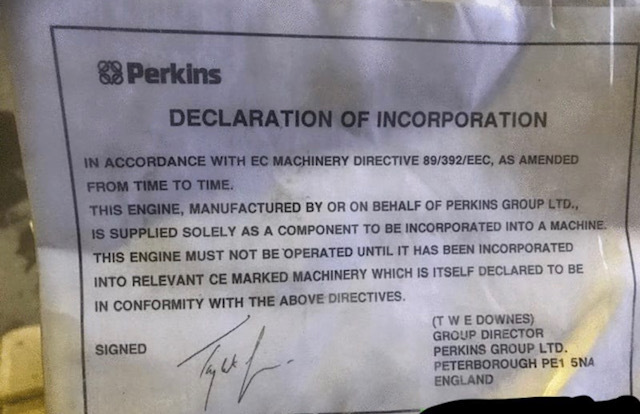 Perkins
DECLARATION OF INCORPORATION
IN ACCORDANCE WITH EC MACHINERY DIRECTIVE 89/392/EEC, AS AMENDED
FROM TIME TO TIME.
THIS ENGINE, MANUFACTURED BY OR ON BEHALF OF PERKINS GROUP LTD.,
IS SUPPLIED SOLELY AS A COMPONENT TO BE INCORPORATED INTO A MACHINE.
THIS ENGINE MUST NOT BE OPERATED UNTIL IT HAS BEEN INCORPORATED
INTO RELEVANT CE MARKED MACHINERY WHICH IS ITSELF DECLARED TO BE
IN CONFORMITY WITH THE ABOVE DIRECTIVES.
SIGNED
(T W E DOWNES)
GROUP DIRECTOR
PERKINS GROUP LTD.
PETERBOROUGH PE1 5NA
ENGLAND